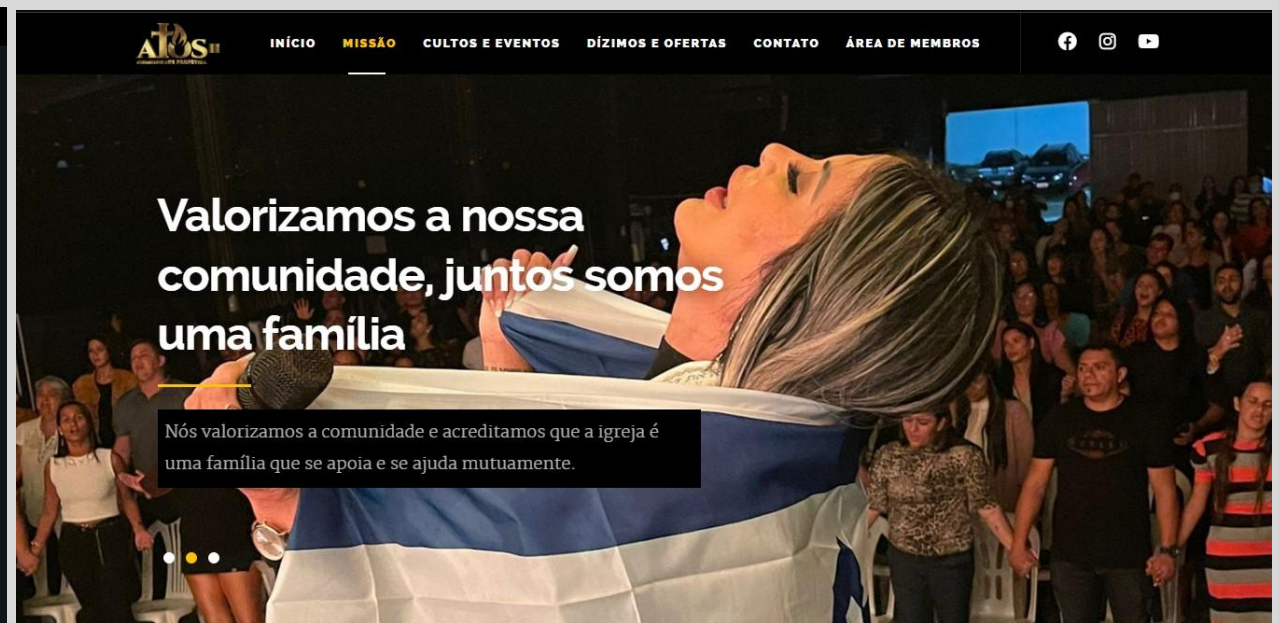 ATOS II
INÍCIO
MISSÃO
CULTOS E EVENTOS
DÍZIMOS E OFERTAS
CONTATO
ÁREA DE MEMBROS
Valorizamos a nossa
comunidade, juntos somos
uma família
Nós valorizamos a comunidade e acreditamos que a igreja é
uma família que se apoia e se ajuda mutuamente.